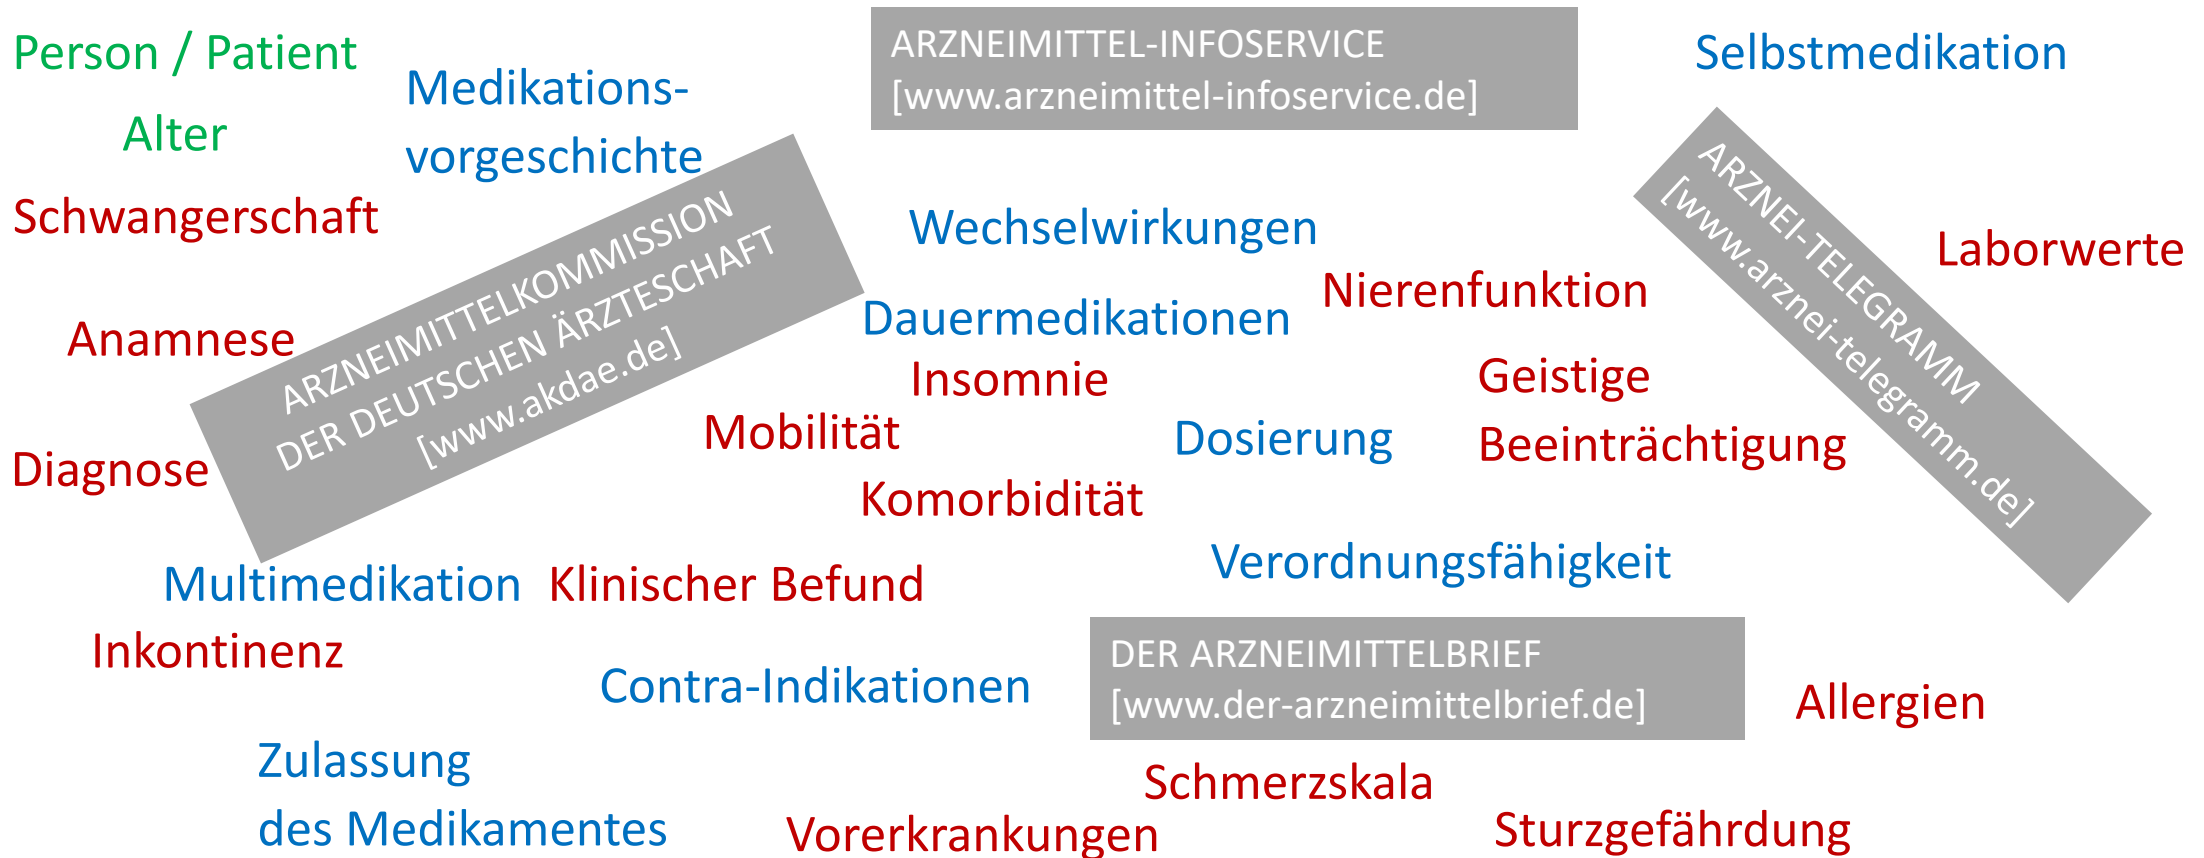 Person / Patient
Alter
Schwangerschaft
Anamnese
Diagnose
Medikations-
vorgeschichte
ARZNEIMITTELKOMMISSION
DER DEUTSCHEN ÄRZTESCHAFT
[www.akdae.de]
ARZNEIMITTEL-INFOSERVICE
[www.arzneimittel-infoservice.de]
Selbstmedikation
ARZNEI-TELEGRAMM
[www.arznei-telegramm.de]
Laborwerte
Wechselwirkungen
Nierenfunktion
Dauermedikationen
Insomnie
Geistige
Beeinträchtigung
Mobilität
Dosierung
Komorbidität
Verordnungsfähigkeit
Multimedikation
Klinischer Befund
Inkontinenz
Contra-Indikationen
DER ARZNEIMITTELBRIEF
[www.der-arzneimittelbrief.de]
Allergien
Zulassung
des Medikamentes
Schmerzskala
Vorerkrankungen
Sturzgefährdung